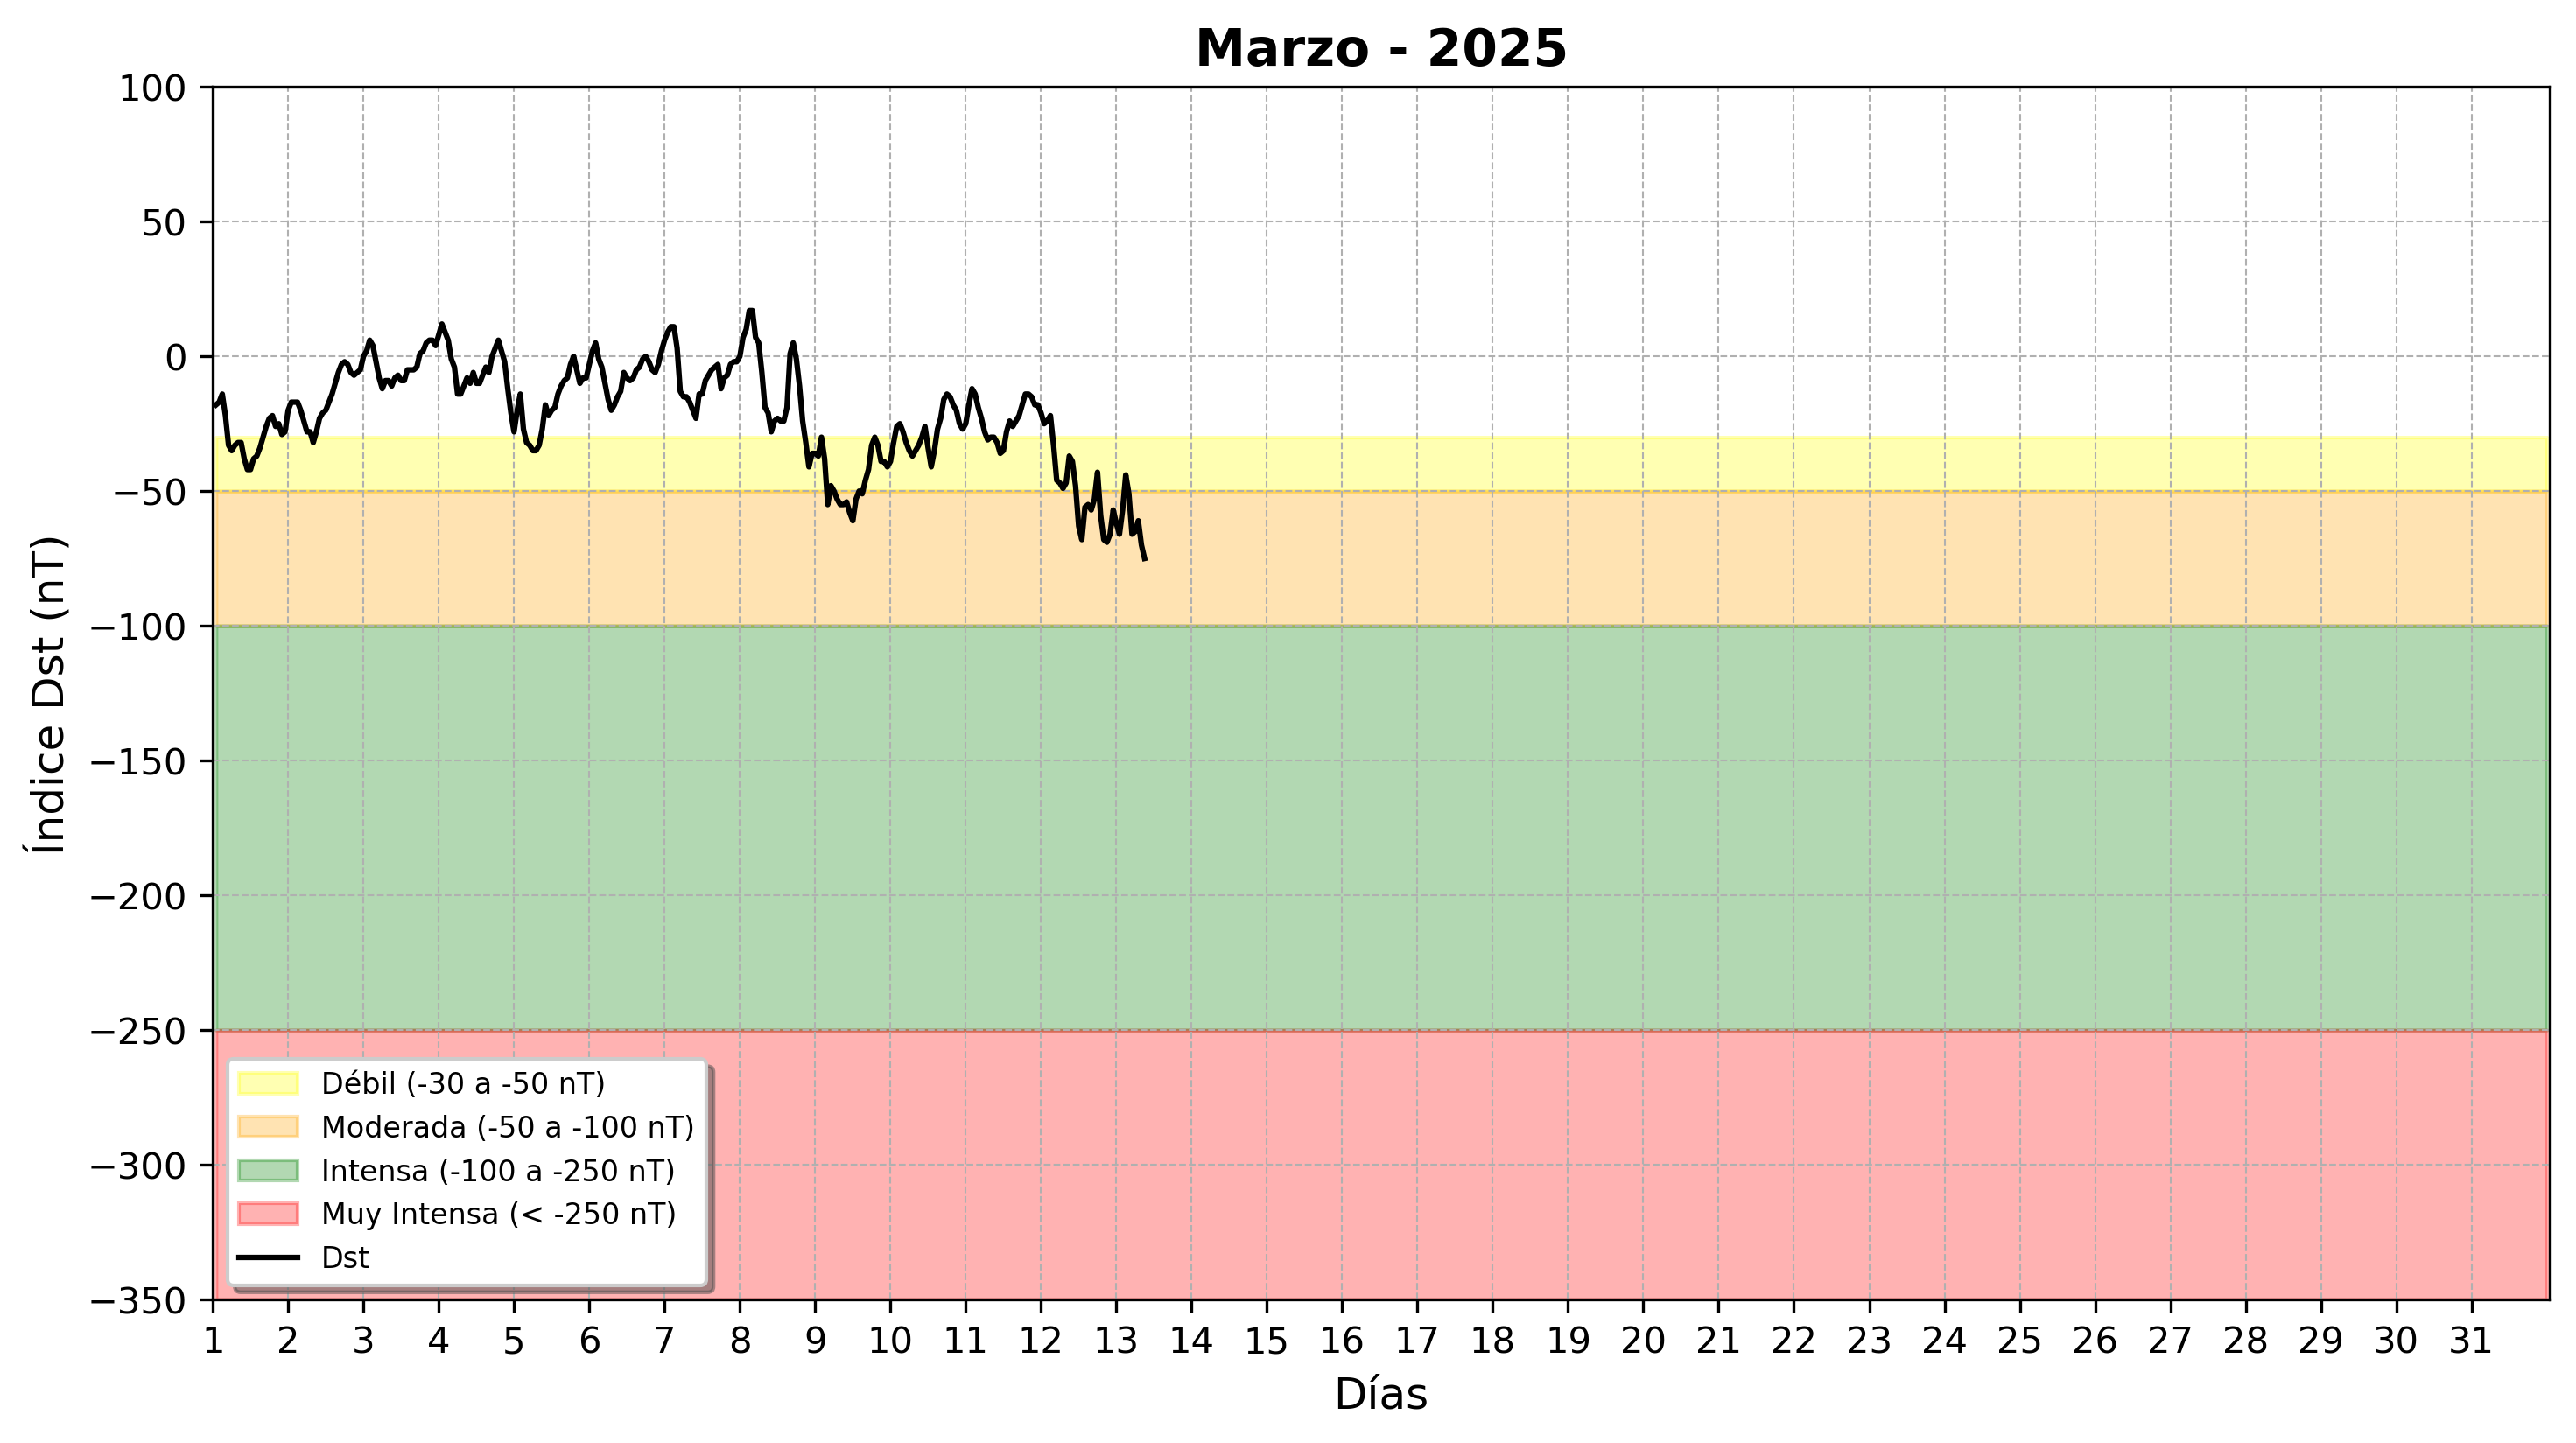 Marzo - 2025
Índice Dst (nT)
100
50
0
−50
−100
−150
−200
−250
−300
−350
Débil (-30 a -50 nT)
Moderada (-50 a -100 nT)
Intensa (-100 a -250 nT)
Muy Intensa (< -250 nT)
Dst
1 2 3 4 5 6 7 8 9 10 11 12 13 14 15 16 17 18 19 20 21 22 23 24 25 26 27 28 29 30 31
Días